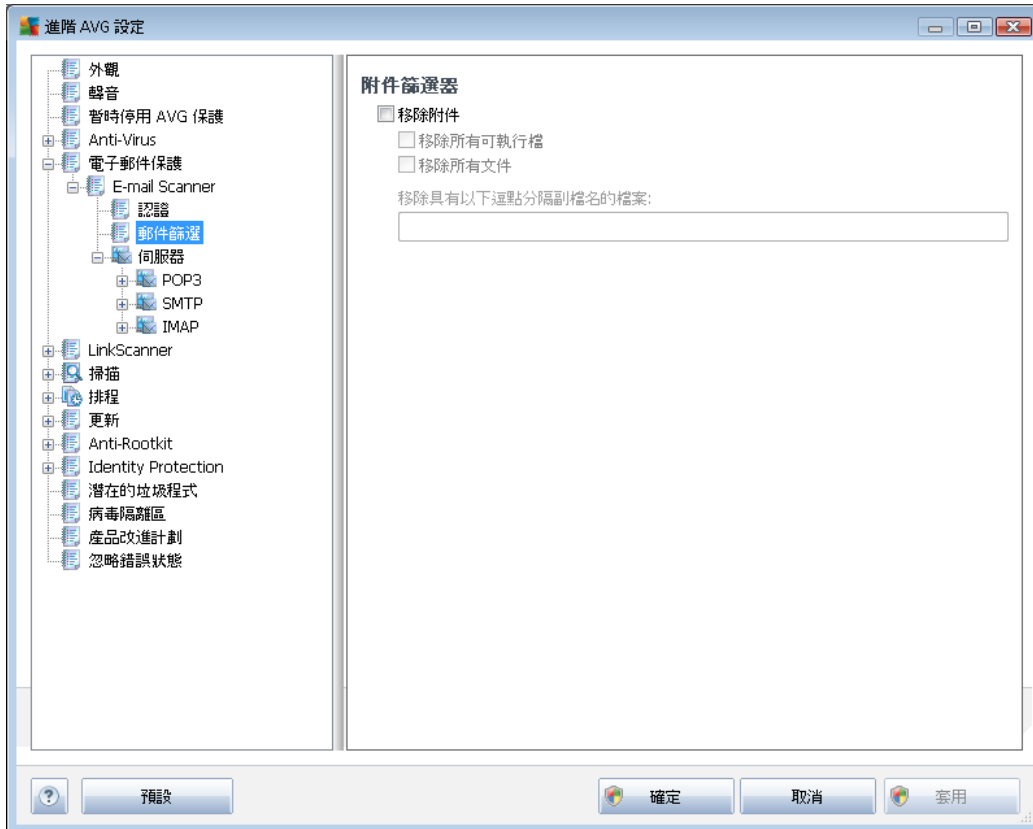 進階 AVG 設定
外觀
聲音
暫時停用 AVG 保護
Anti-Virus
電子郵件保護
E-mail Scanner
認證
郵件篩選
伺服器
POP3
SMTP
IMAP
LinkScanner
掃描
排程
更新
Anti-Rootkit
Identity Protection
潛在的垃圾程式
病毒隔離區
產品改進計劃
忽略錯誤狀態
附件篩選器
移除附件
移除所有可執行檔
移除所有文件
移除具有以下逗點分隔副檔名的檔案:
?
預設
確定
取消
套用